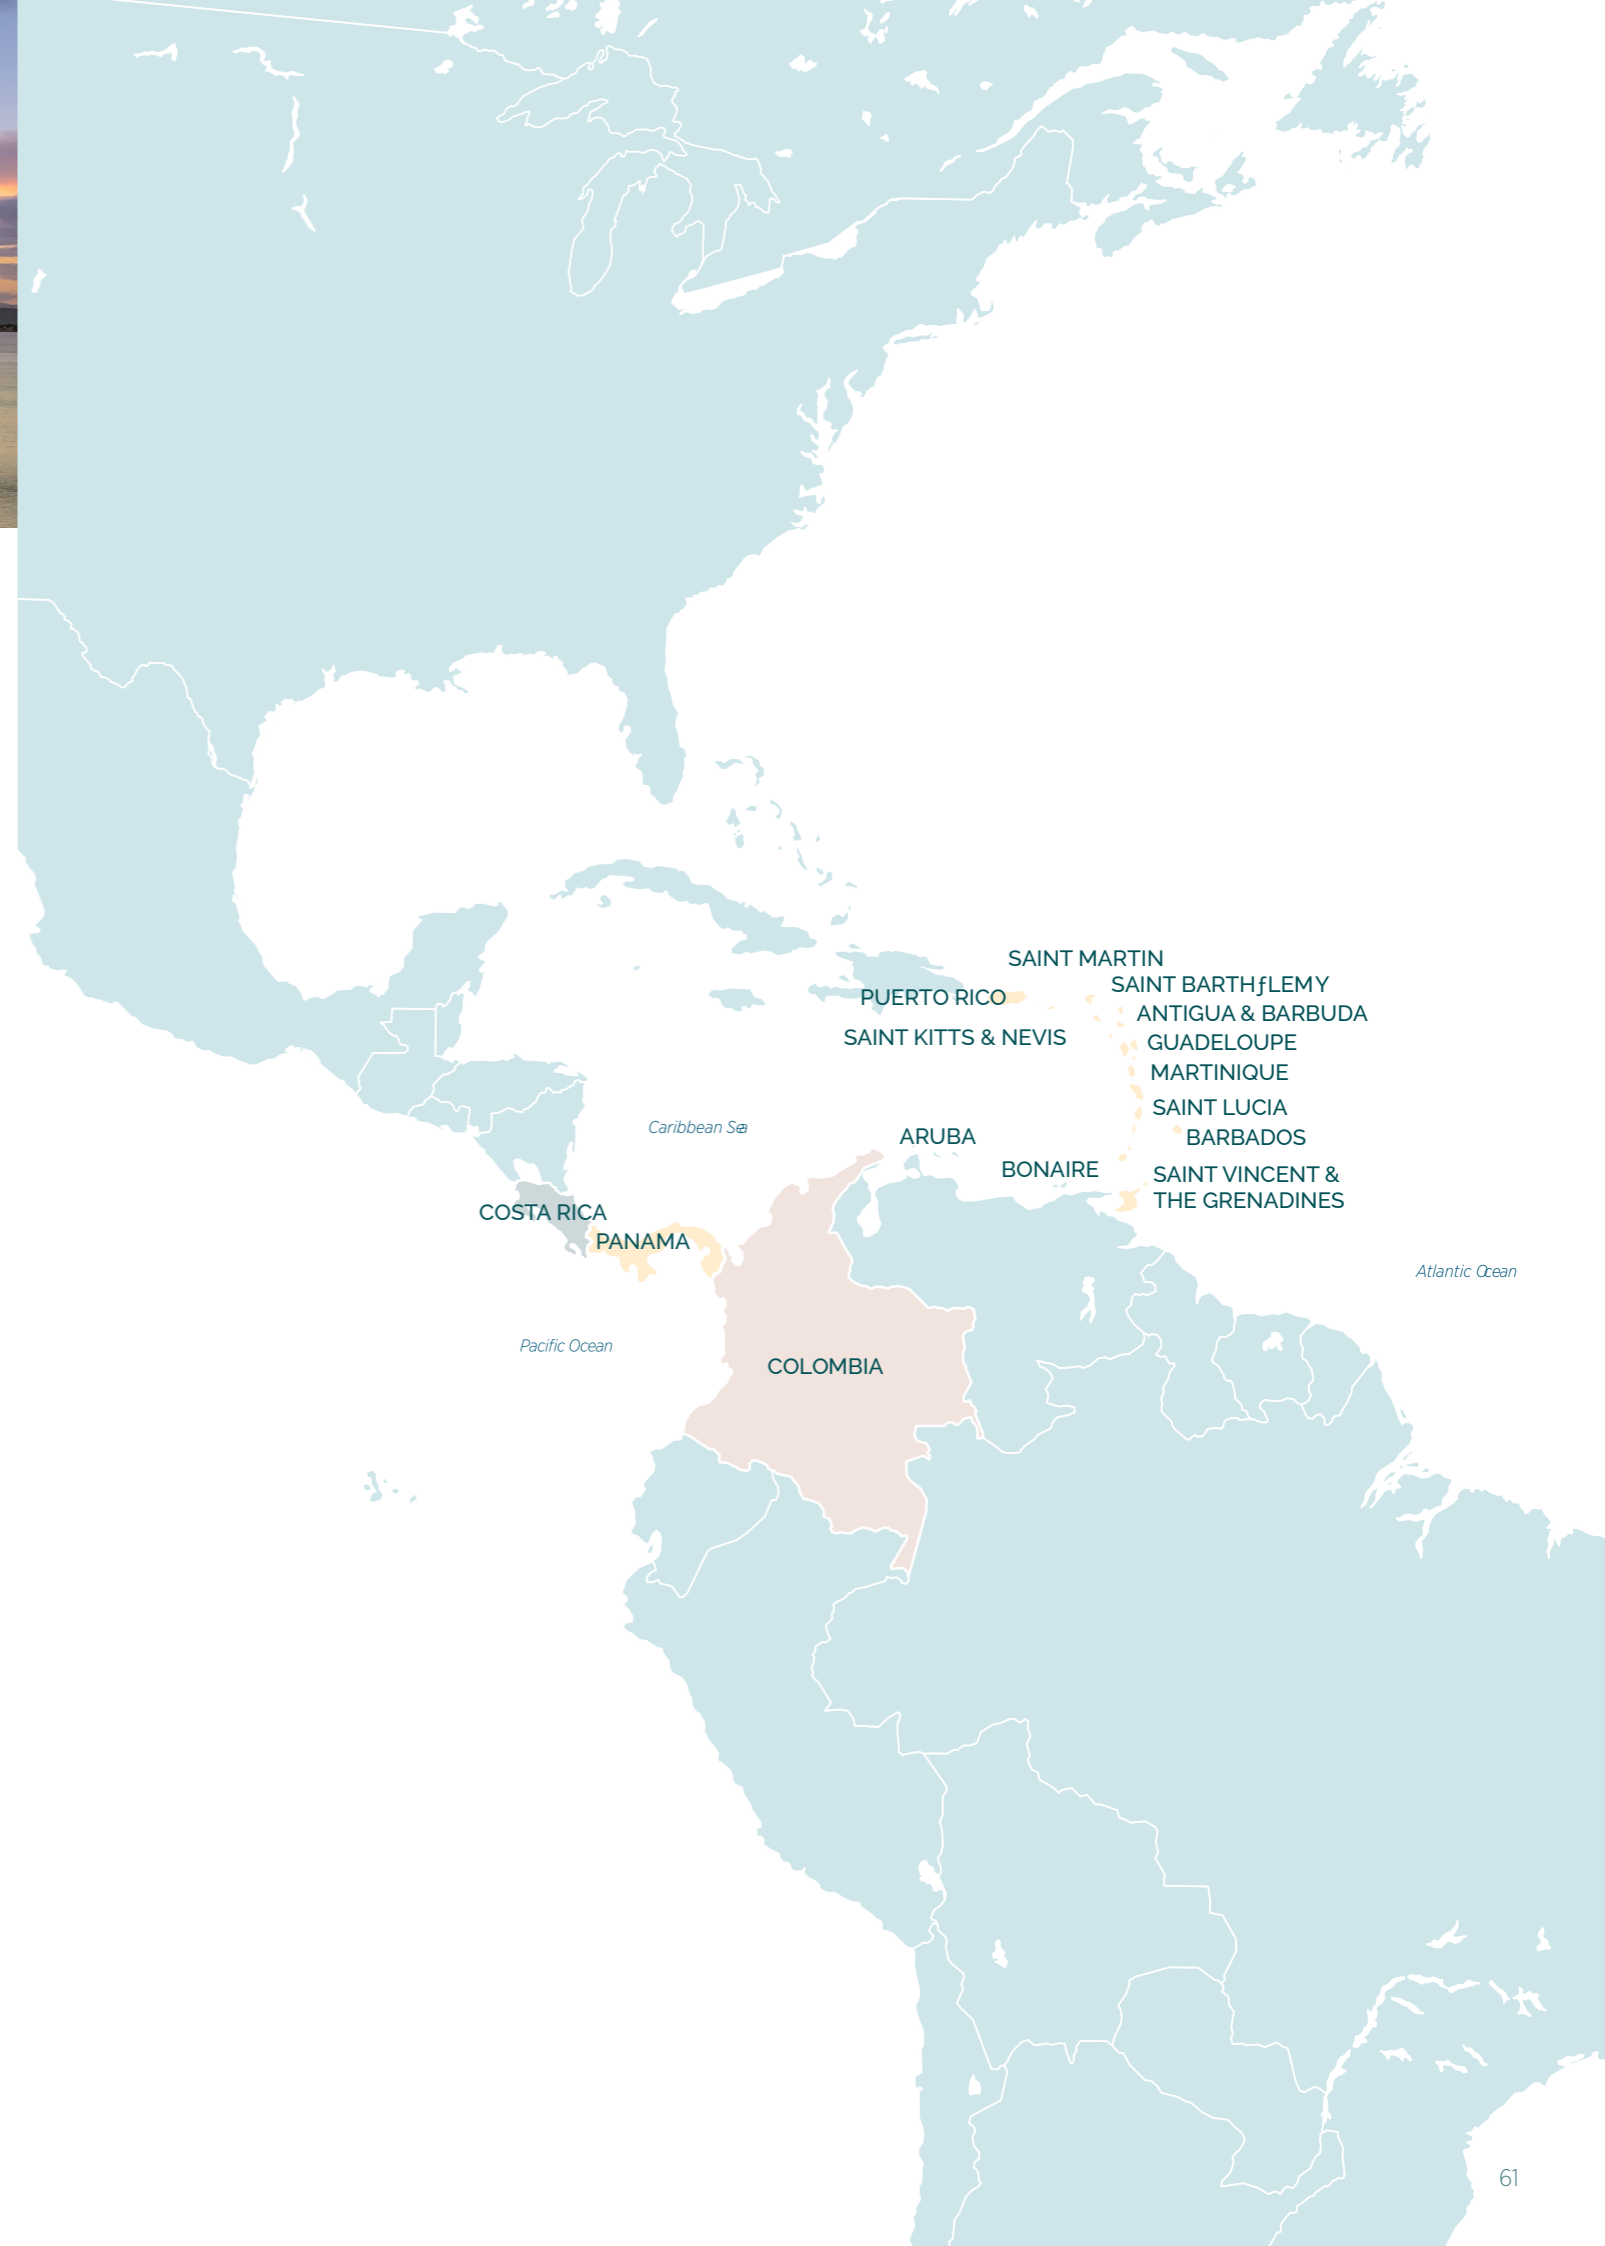 SAINT MARTIN
SAINT BARTHƒLEMY
PUERTO RICO
ANTIGUA & BARBUDA
SAINT KITTS & NEVIS
GUADELOUPE
MARTINIQUE
SAINT LUCIA
Caribbean Sea
ARUBA
BARBADOS
BONAIRE
SAINT VINCENT &
THE GRENADINES
COSTA RICA
PANAMA
Atlantic Ocean
Pacific Ocean
COLOMBIA
61